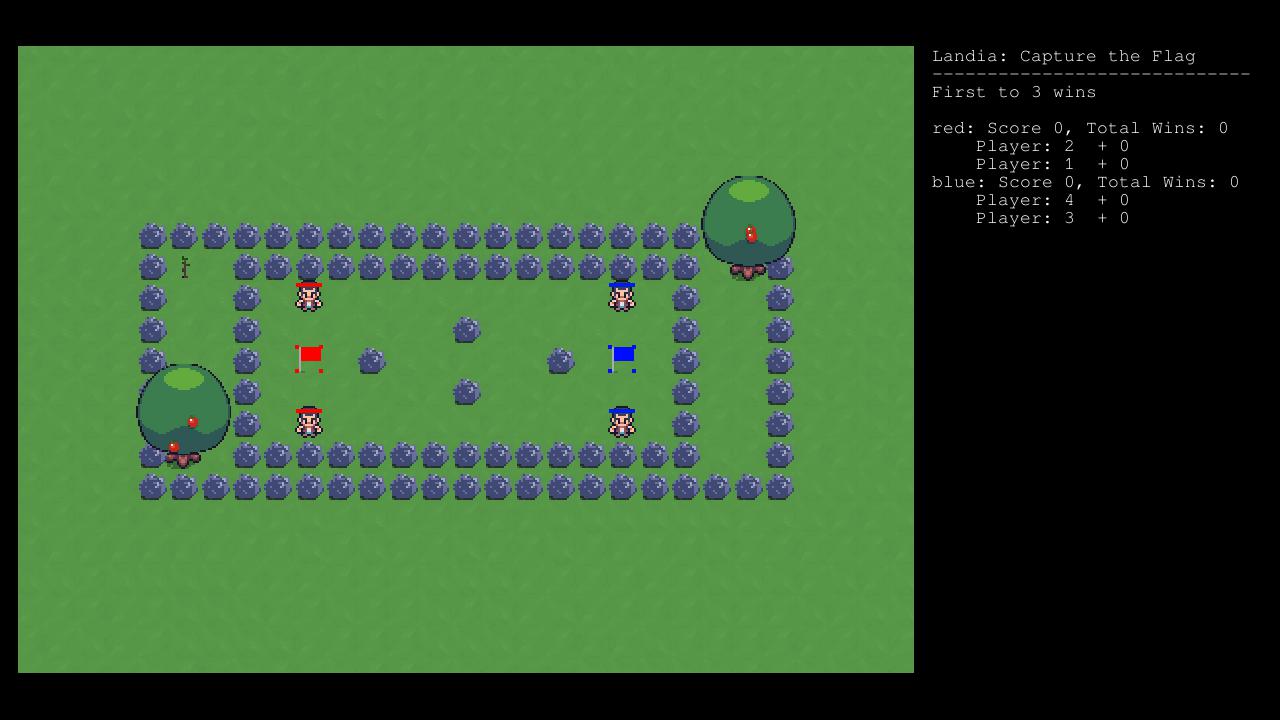 Landia: Capture the Flag
-----------------------------
First to 3 wins
red: Score 0, Total Wins: 0
Player: 2  + 0
Player: 1  + 0
blue: Score 0, Total Wins: 0
Player: 4  + 0
Player: 3  + 0